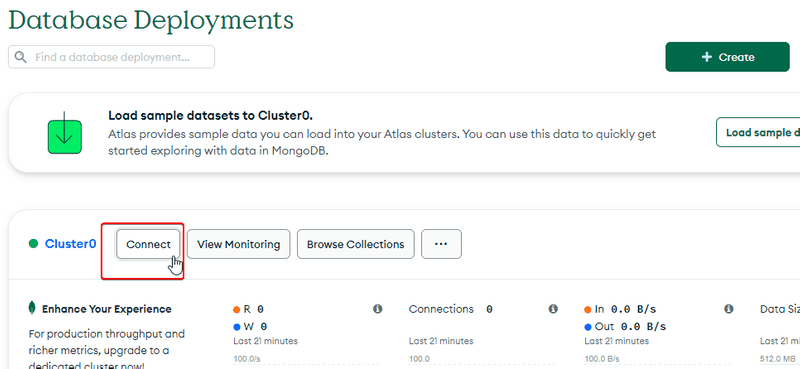 Database Deployments
Find a database deployment...
+ Create
Load sample datasets to Cluster0.
Atlas provides sample data you can load into your Atlas clusters. You can use this data to quickly get
started exploring with data in MongoDB.
Load sample d
Cluster0
Connect
View Monitoring
Browse Collections
...
Enhance Your Experience
For production throughput and
richer metrics, upgrade to a
dedicated cluster now!
R 0
W 0
Last 21 minutes
100.0/s
Connections 0
Last 21 minutes
100.0
In 0.0 B/s
Out 0.0 B/s
Last 21 minutes
100.0 B/s
Data Siz
Last 21
512.0 MB